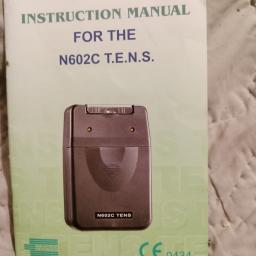 INSTRUCTION MANUAL
FOR THE
N602C T.E.N.S.
N602C TENS
CE 0434